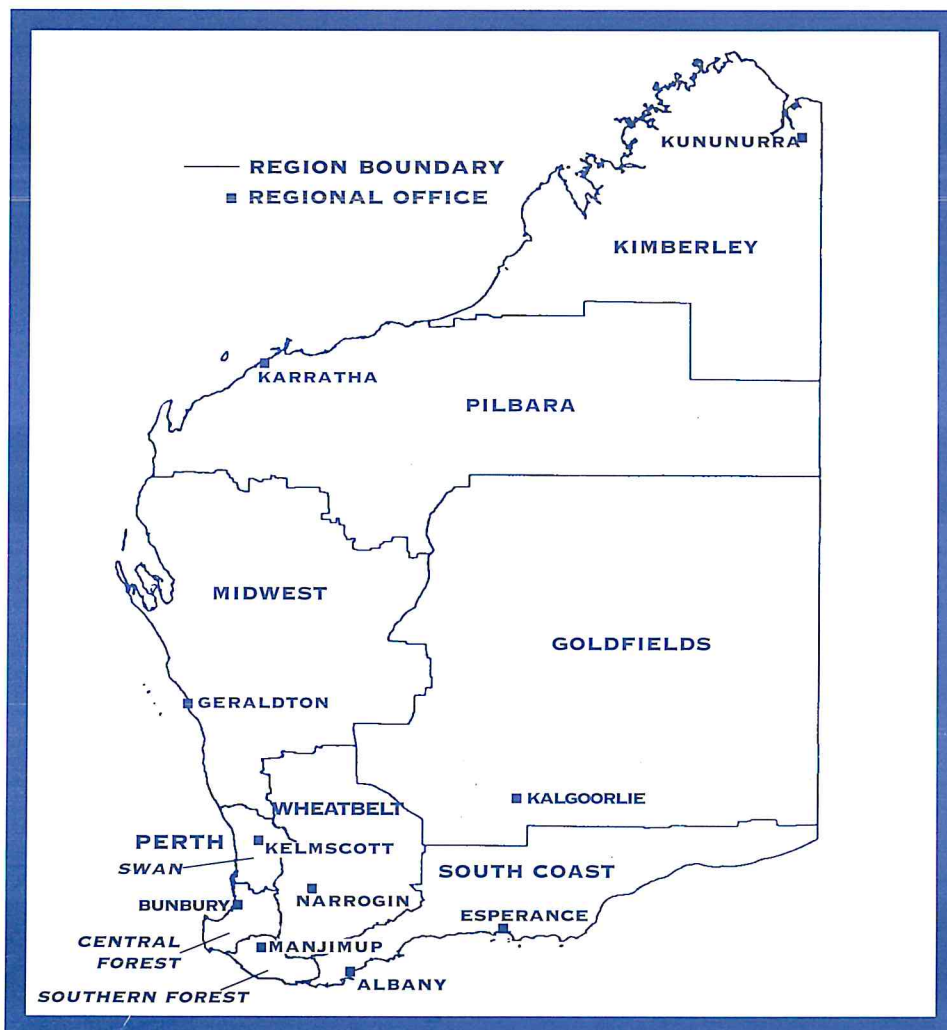 KUNUNURRA
REGION BOUNDARY
REGIONAL OFFICE
KIMBERLEY
KARRATHA
PILBARA
MIDWEST
GOLDFIELDS
GERALDTON
KALGOORLIE
WHEATBELT
PERTH
KELMSCOTT
SWAN
SOUTH COAST
NARROGIN
BUNBURY
ESPERANCE
CENTRAL
FOREST
MANJIMUP
ALBANY
SOUTHERN FOREST